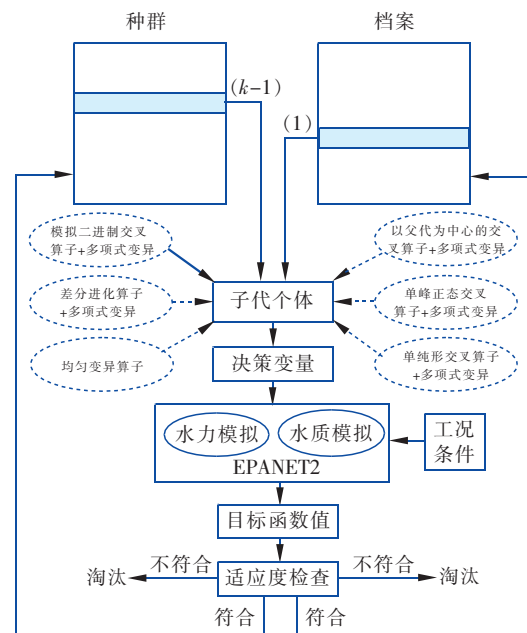 种群
档案
(k-1)
(1)
模拟二进制交叉
算子+多项式变异
以父代为中心的交
叉算子+多项式变异
差分进化算子
+多项式变异
子代个体
单峰正态交叉
算子+多项式变异
均匀变异算子
决策变量
单纯形交叉算子
+多项式变异
水力模拟
水质模拟
EPANET2
工况
条件
目标函数值
不符合
不符合
淘汰
适应度检查
淘汰
符合
符合